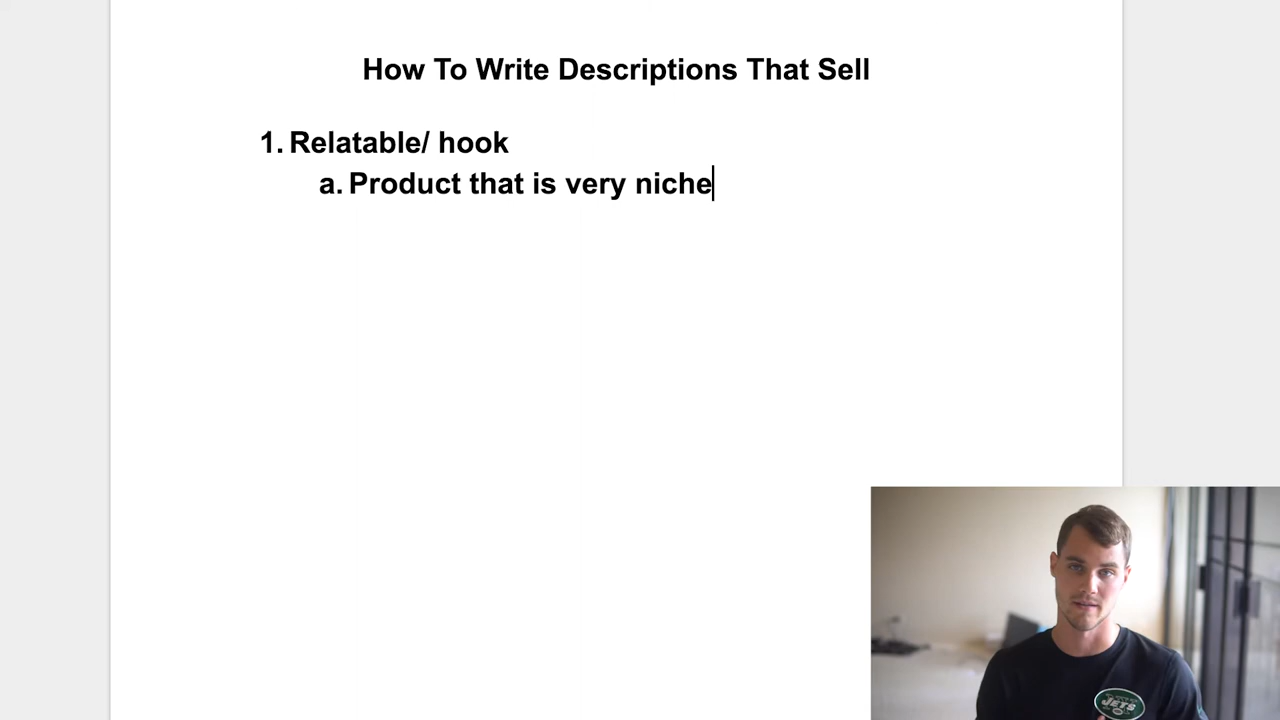 How To Write Descriptions That Sell
1. Relatable/ hook
a. Product that is very niche
JETS